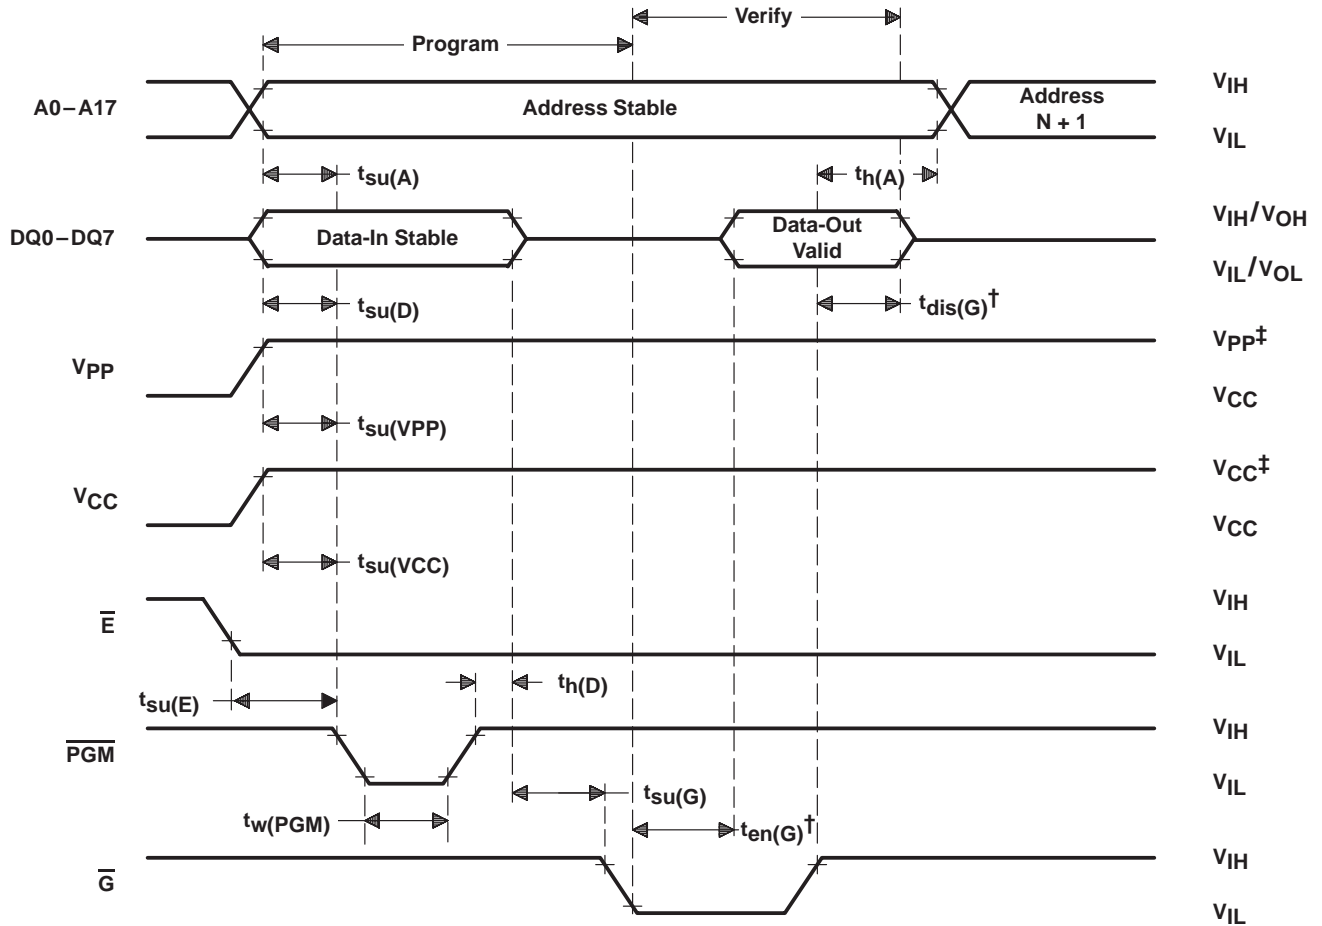 Verify
Program
A0–A17
Address Stable
Address
N + 1
VIH
VIL
tsu(A)
th(A)
DQ0–DQ7
Data-In Stable
Data-Out
Valid
VIH/VOH
VIL/VOL
tsu(D)
tdis(G)†
VPP
VPP‡
VCC
tsu(VPP)
VCC
VCC‡
VCC
tsu(VCC)
E
VIH
VIL
tsu(E)
th(D)
PGM
VIH
VIL
tw(PGM)
tsu(G)
ten(G)†
G
VIH
VIL